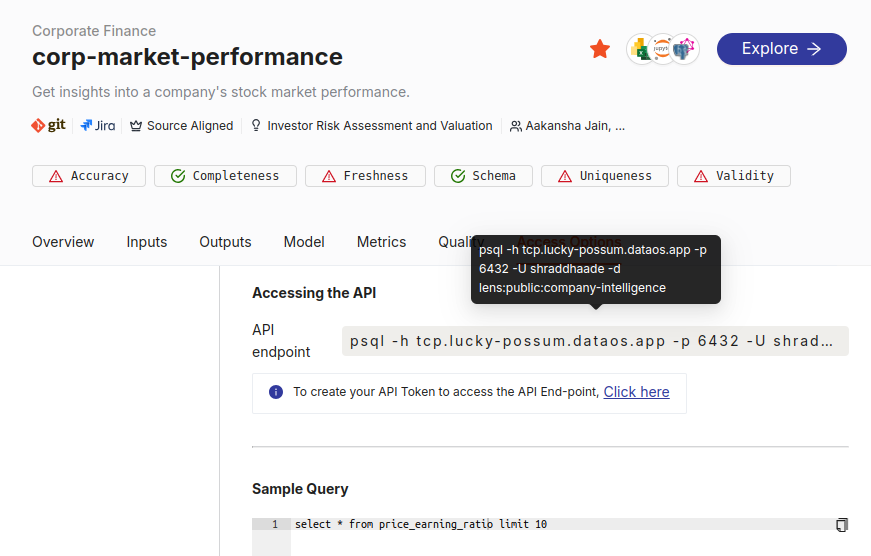 Corporate Finance
corp-market-performance
Explore
Get insights into a company's stock market performance.
git Jira Source Aligned Investor Risk Assessment and Valuation Aakansha Jain, ...
Accuracy Completeness Freshness Schema Uniqueness Validity
Overview Inputs Outputs Model Metrics Quality Access Options
psql -h tcp.lucky-possum.dataos.app -p
6432 -U shraddhaade -d
lens:public:company-intelligence
Accessing the API
API
endpoint
psql -h tcp.lucky-possum.dataos.app -p 6432 -U shrad...
To create your API Token to access the API End-point, Click here
Sample Query
1 select * from price_earning_ratio limit 10